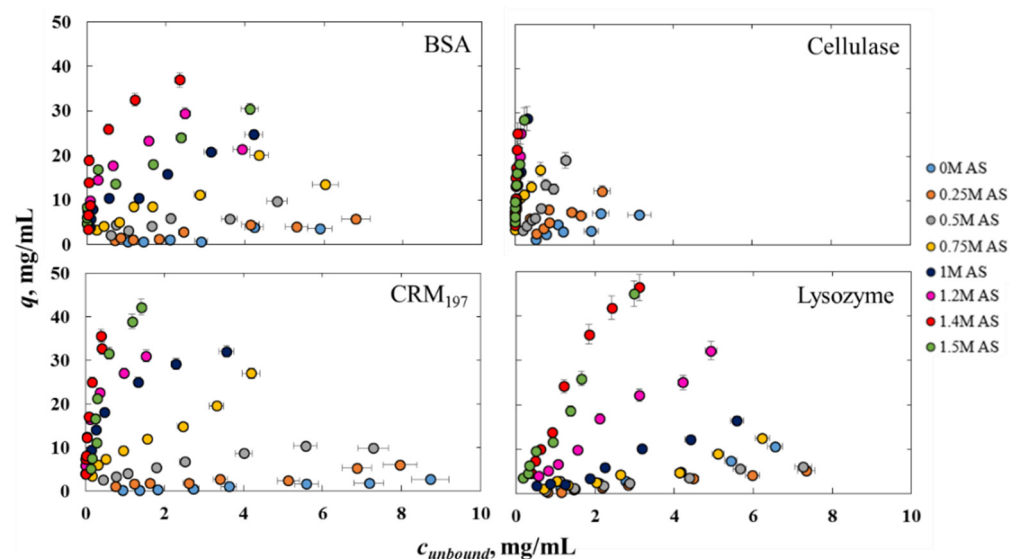 50
40
30
20
10
0
BSA
Cellulase
50
40
30
20
10
0
0 2 4 6 8 10
CRM197
Lysozyme
0 2 4 6 8 10
q, mg/mL
cunbound, mg/mL
0M AS
0.25M AS
0.5M AS
0.75M AS
1M AS
1.2M AS
1.4M AS
1.5M AS